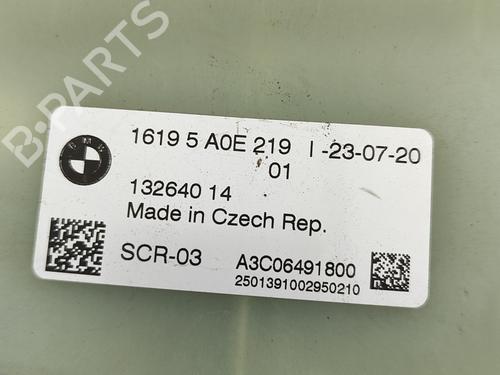 B-PARTS
BMW
1619 5 A0E 219 I -23-07-20
01
132640 14
Made in Czech Rep.
SCR-03 A3C06491800
2501391002950210